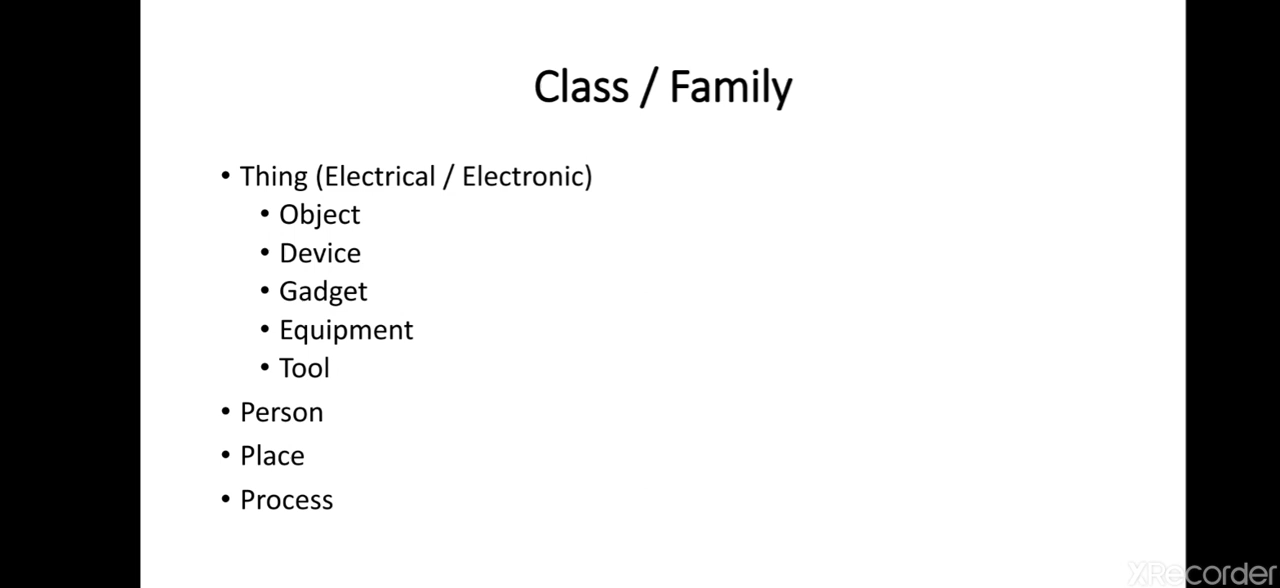 Class / Family
• Thing (Electrical / Electronic)
• Object
• Device
• Gadget
• Equipment
• Tool
• Person
• Place
• Process
XRecorder